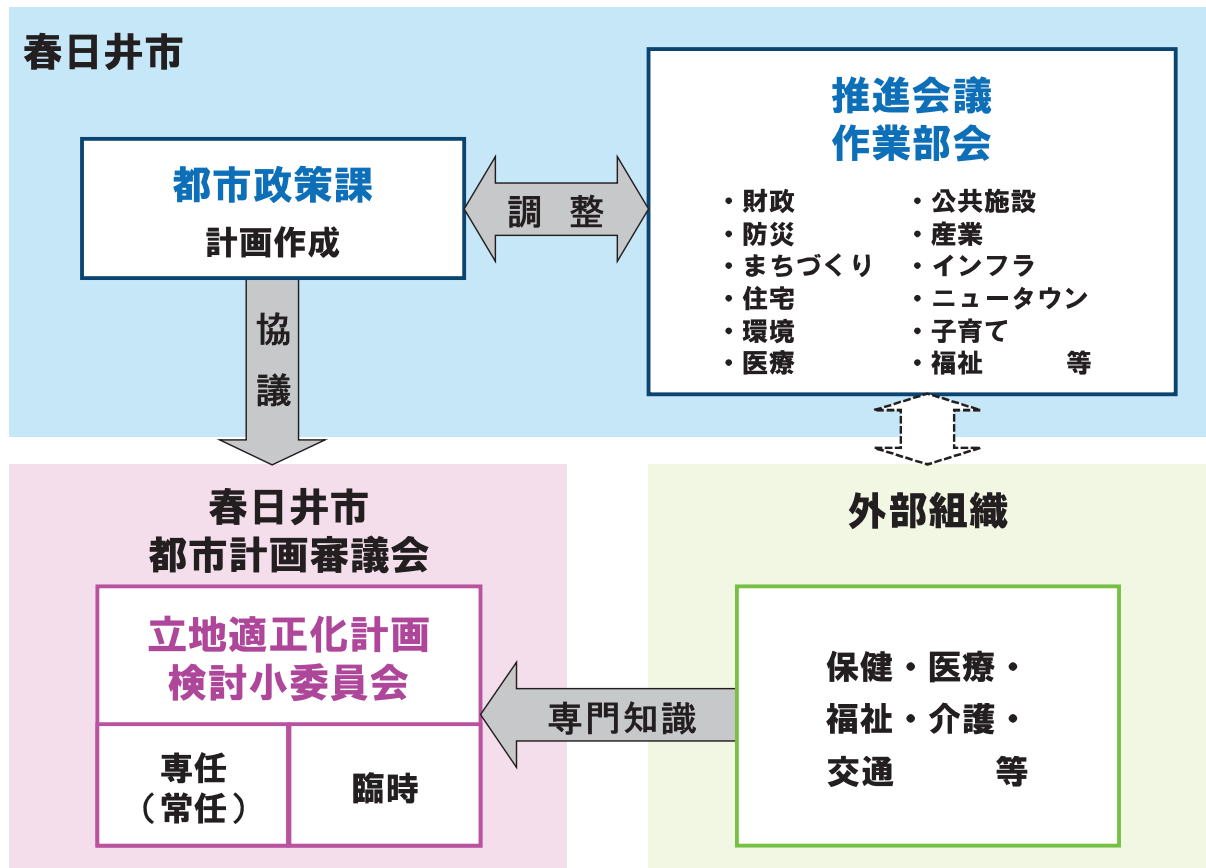 春日井市
都市政策課
計画作成
調整
推進会議
作業部会
・財政
・防災
・まちづくり
・住宅
・環境
・医療
・公共施設
・産業
・インフラ
・ニュータウン
・子育て
・福祉 等
協議
春日井市
都市計画審議会
立地適正化計画
検討小委員会
専任
（常任）
臨時
専門知識
外部組織
保健・医療・
福祉・介護・
交通 等